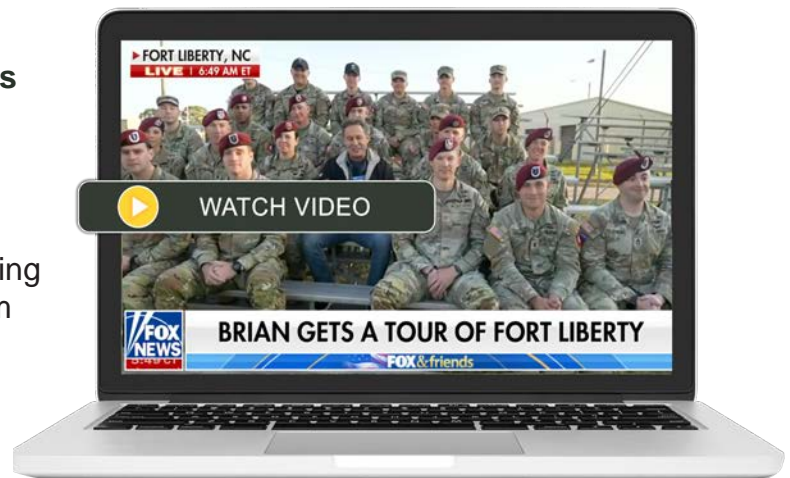 FORT LIBERTY, NC
LIVE 6:49 AM ET
s
WATCH VIDEO
ing
BRIAN GETS A TOUR OF FORT LIBERTY
FOX
NEWS
FOX&friends